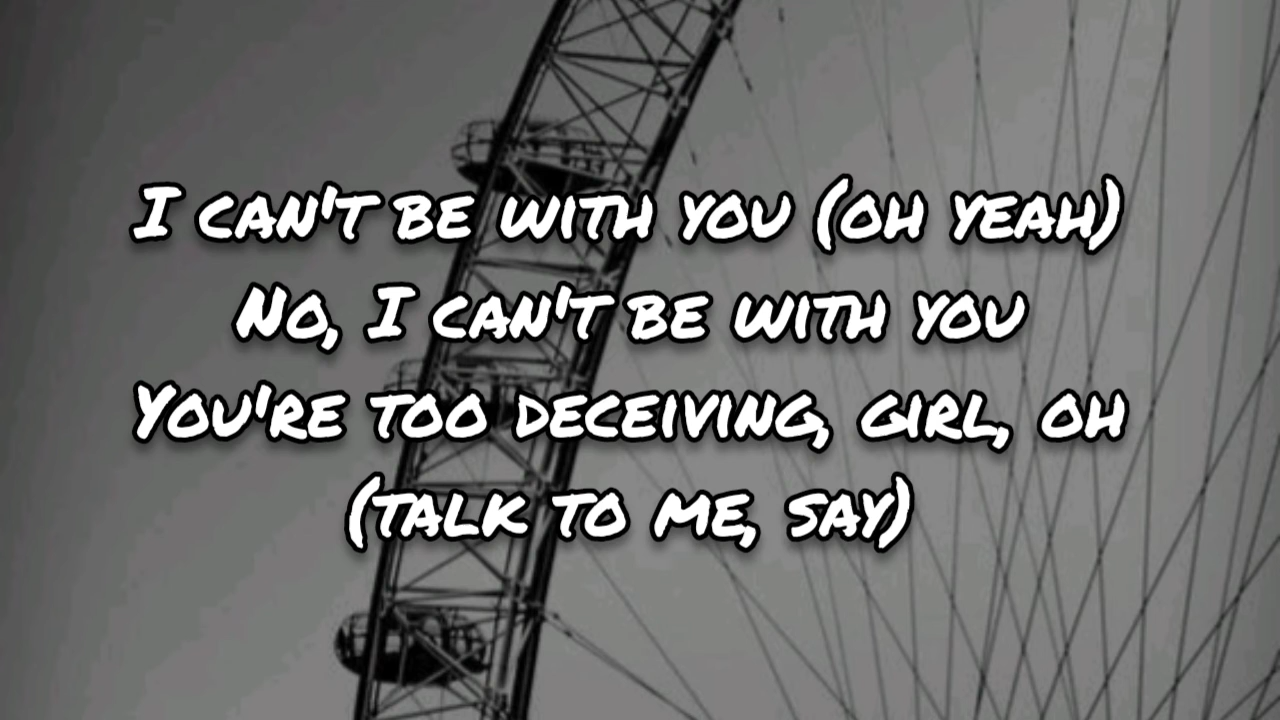 I can't be with you (oh yeah)
No, I can't be with you
You're too deceiving, girl, oh
(talk to me, say)